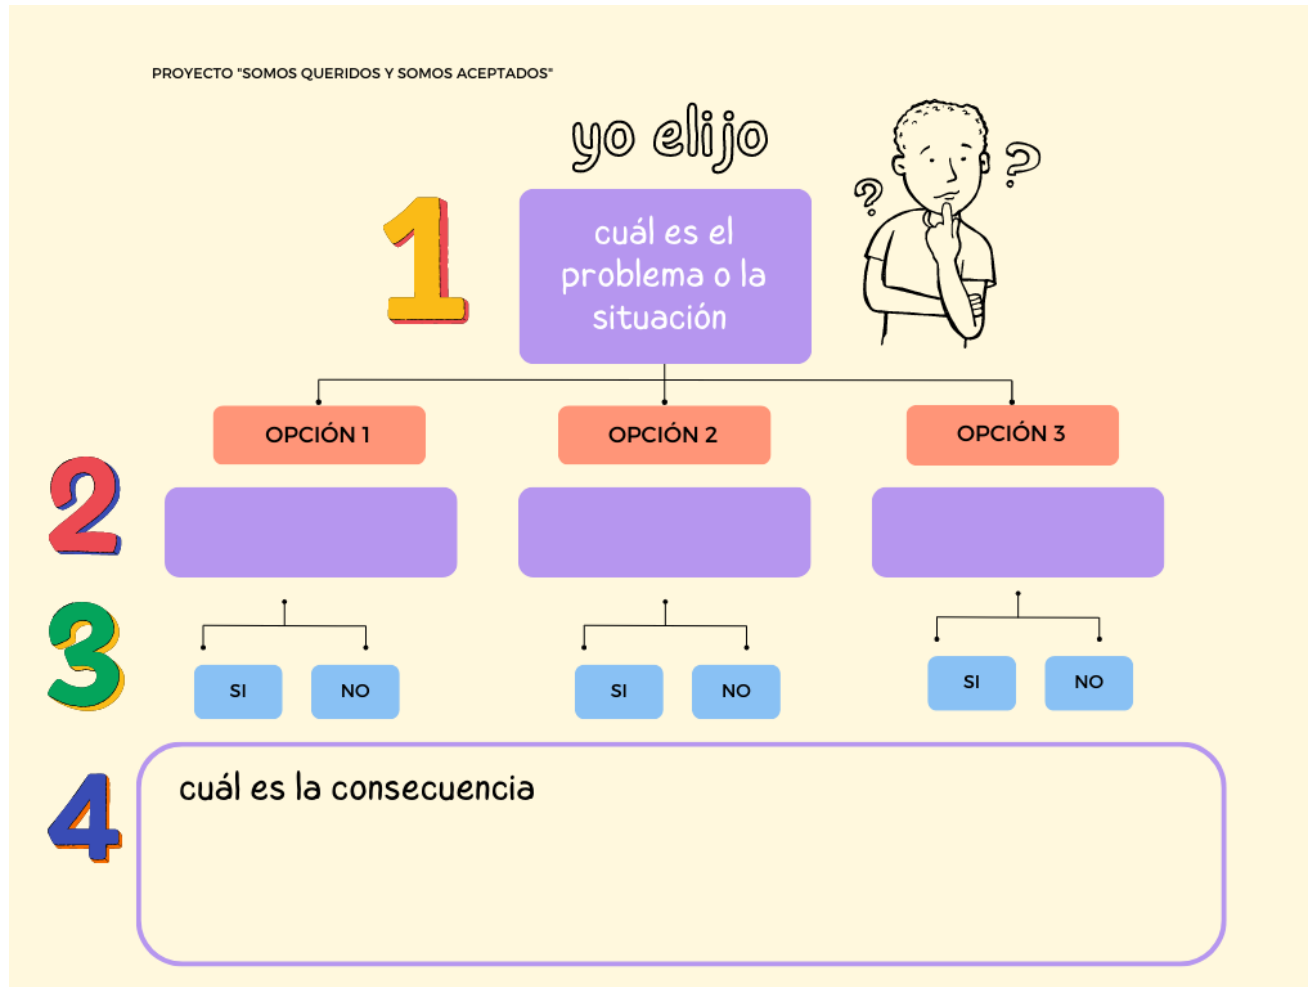 PROYECTO "SOMOS QUERIDOS Y SOMOS ACEPTADOS"
yo elijo
1
cuál es el
problema o la
situación
?
?
OPCIÓN 1
OPCIÓN 2
OPCIÓN 3
2
3
SI
NO
SI
NO
SI
NO
4
cuál es la consecuencia